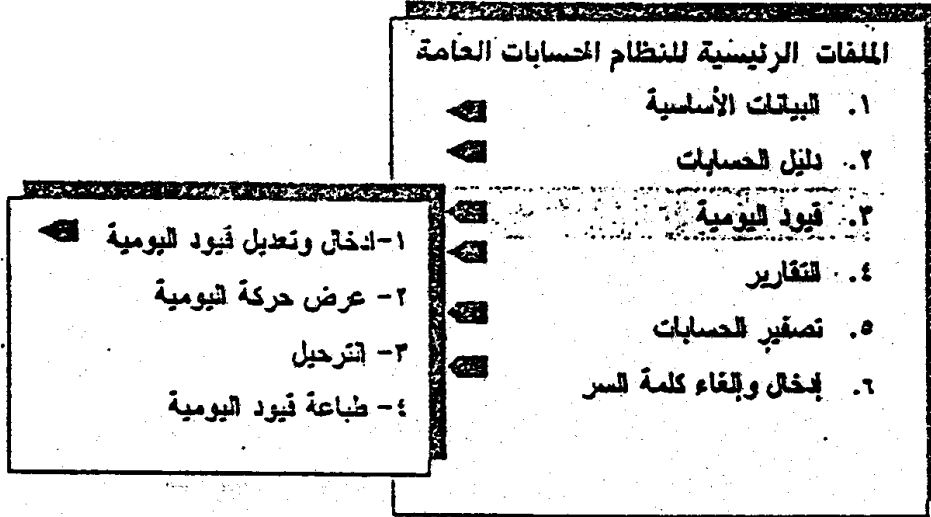 الملفات الرئيسية للنظام الحسابات العامة
١. البيانات الأساسية
٢. دليل الحسابات
٣. قيود اليومية
٤. التقارير
٥. تصفير الحسابات
٦. إدخال وإلغاء كلمة السر
١-ادخال وتعديل قيود اليومية
٢- عرض حركة اليومية
٣- الترحيل
٤- طباعة قيود اليومية